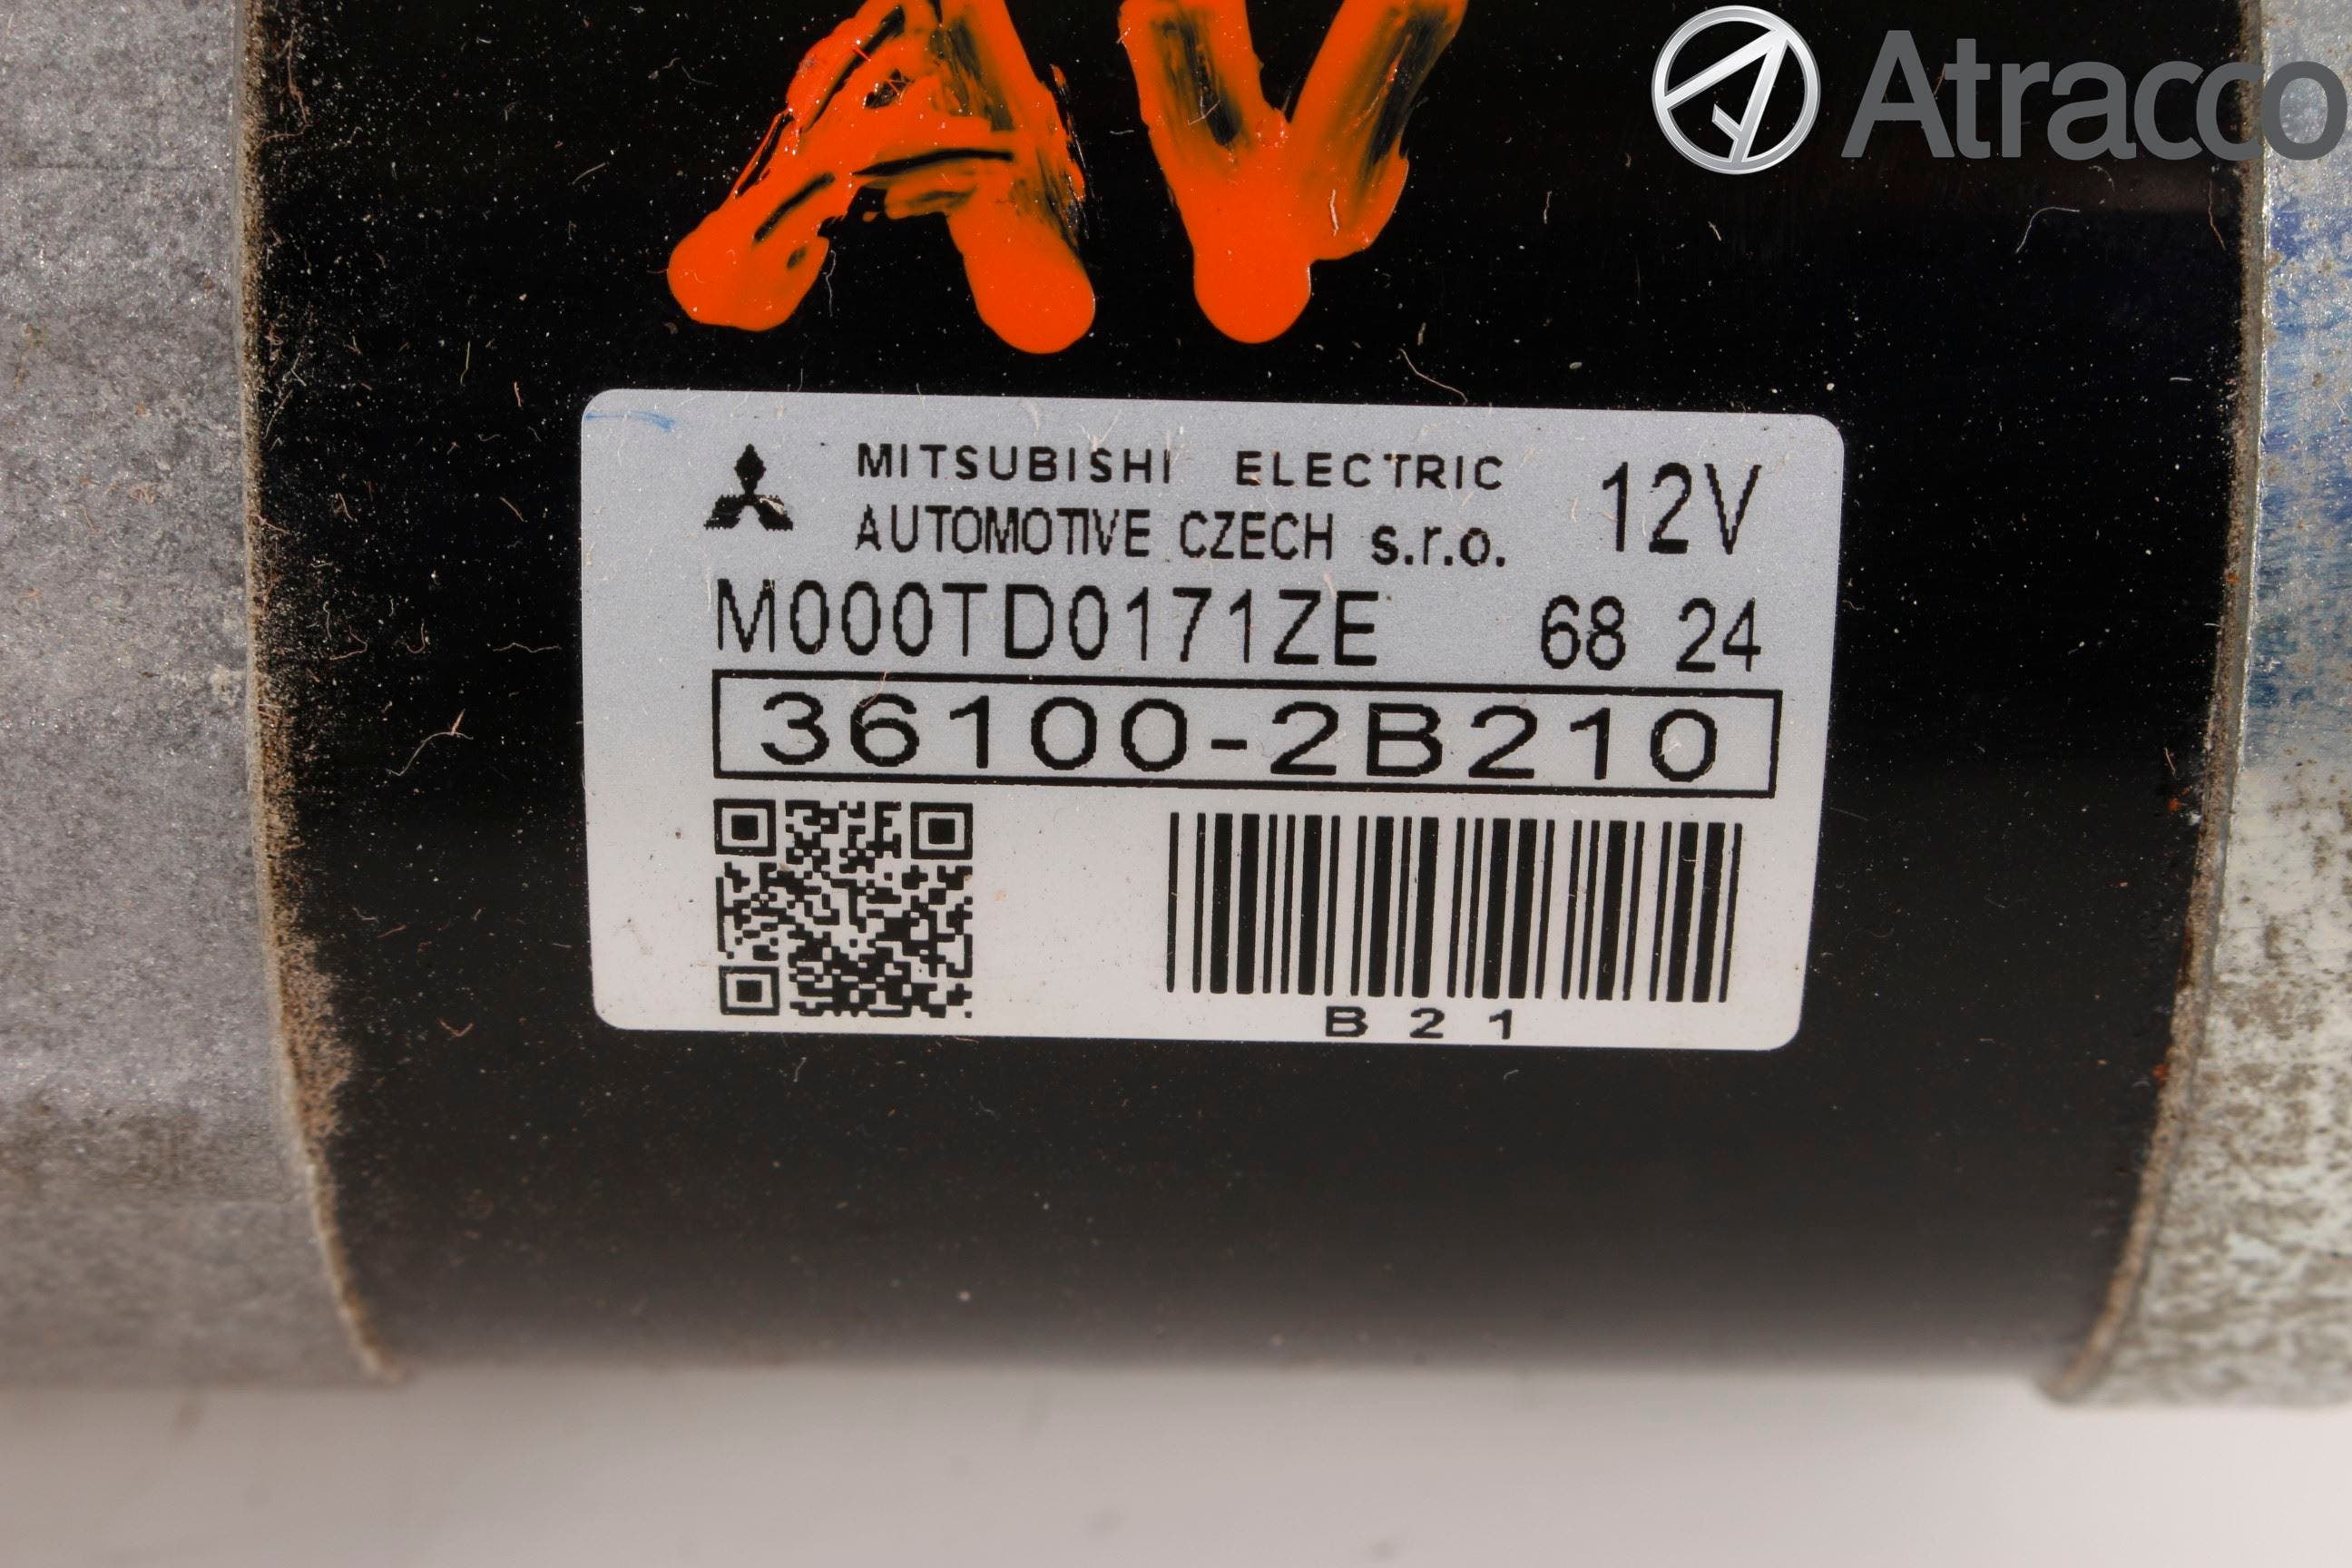 AV
Atracco
MITSUBISHI ELECTRIC 12V
AUTOMOTIVE CZECH s.r.o.
M000TD0171ZE 68 24
36100-2B210
B21